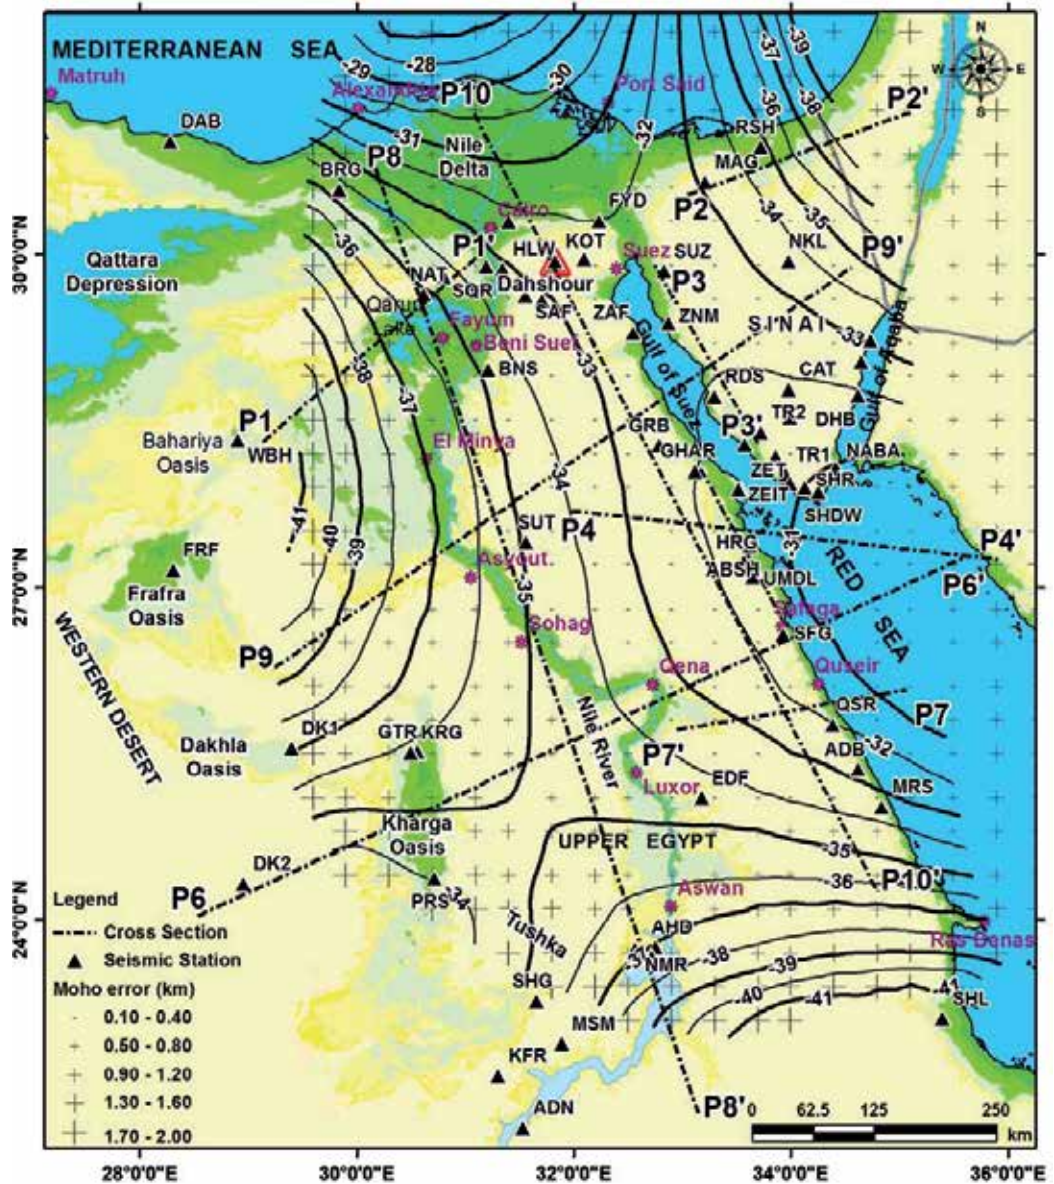 MEDITERRANEAN SEA
Matruh
Alexandria
P10
Port Said
P2'
-28
-29
-30
-31
-32
-36
-37
-38
-39
DAB
BRG
P8
Nile
Delta
RSH
MAG
FYD
P2
-34
-35
-36
Cairo
P1'
HLW
KOT
Suez
SUZ
NKL
P9'
30°0'0"N
Qattara
Depression
NAT
SQR
Dahshour
P3
Qarun
Lake
SAF
ZAF
ZNM
SINAI
-33
Fayum
Beni Suef
BNS
-33
Gulf of Suez
Gulf of Aqaba
-38
-37
RDS
CAT
TR2
DHB
P1
GRB
P3'
Bahariya
Oasis
WBH
El Minya
GHAR
TR1
NABA
ZET
SHR
ZEIT
SHDW
-34
-41
-40
-39
SUT
P4
-31
P4'
FRF
Asyout
HRG
RED SEA
ABSH
UMDL
P6'
27°0'0"N
Frafra
Oasis
-35
Safaga
SFG
Sohag
WESTERN DESERT
P9
Qena
Quseir
QSR
P7
Nile River
DK1
GTR
KRG
Dakhla
Oasis
P7'
ADB
-32
Luxor
EDF
MRS
Kharga
Oasis
UPPER EGYPT
-35
DK2
-36
P10'
P6
PRS
-34
Aswan
24°0'0"N
Tushka
AHD
Ras Banas
NMR
-38
-39
-40
-41
-41
SHG
SHL
MSM
KFR
ADN
P8'
Legend
Cross Section
Seismic Station
Moho error (km)
0.10 - 0.40
0.50 - 0.80
0.90 - 1.20
1.30 - 1.60
1.70 - 2.00
N
W
E
S
0 62.5 125 250
km
28°0'0"E 30°0'0"E 32°0'0"E 34°0'0"E 36°0'0"E